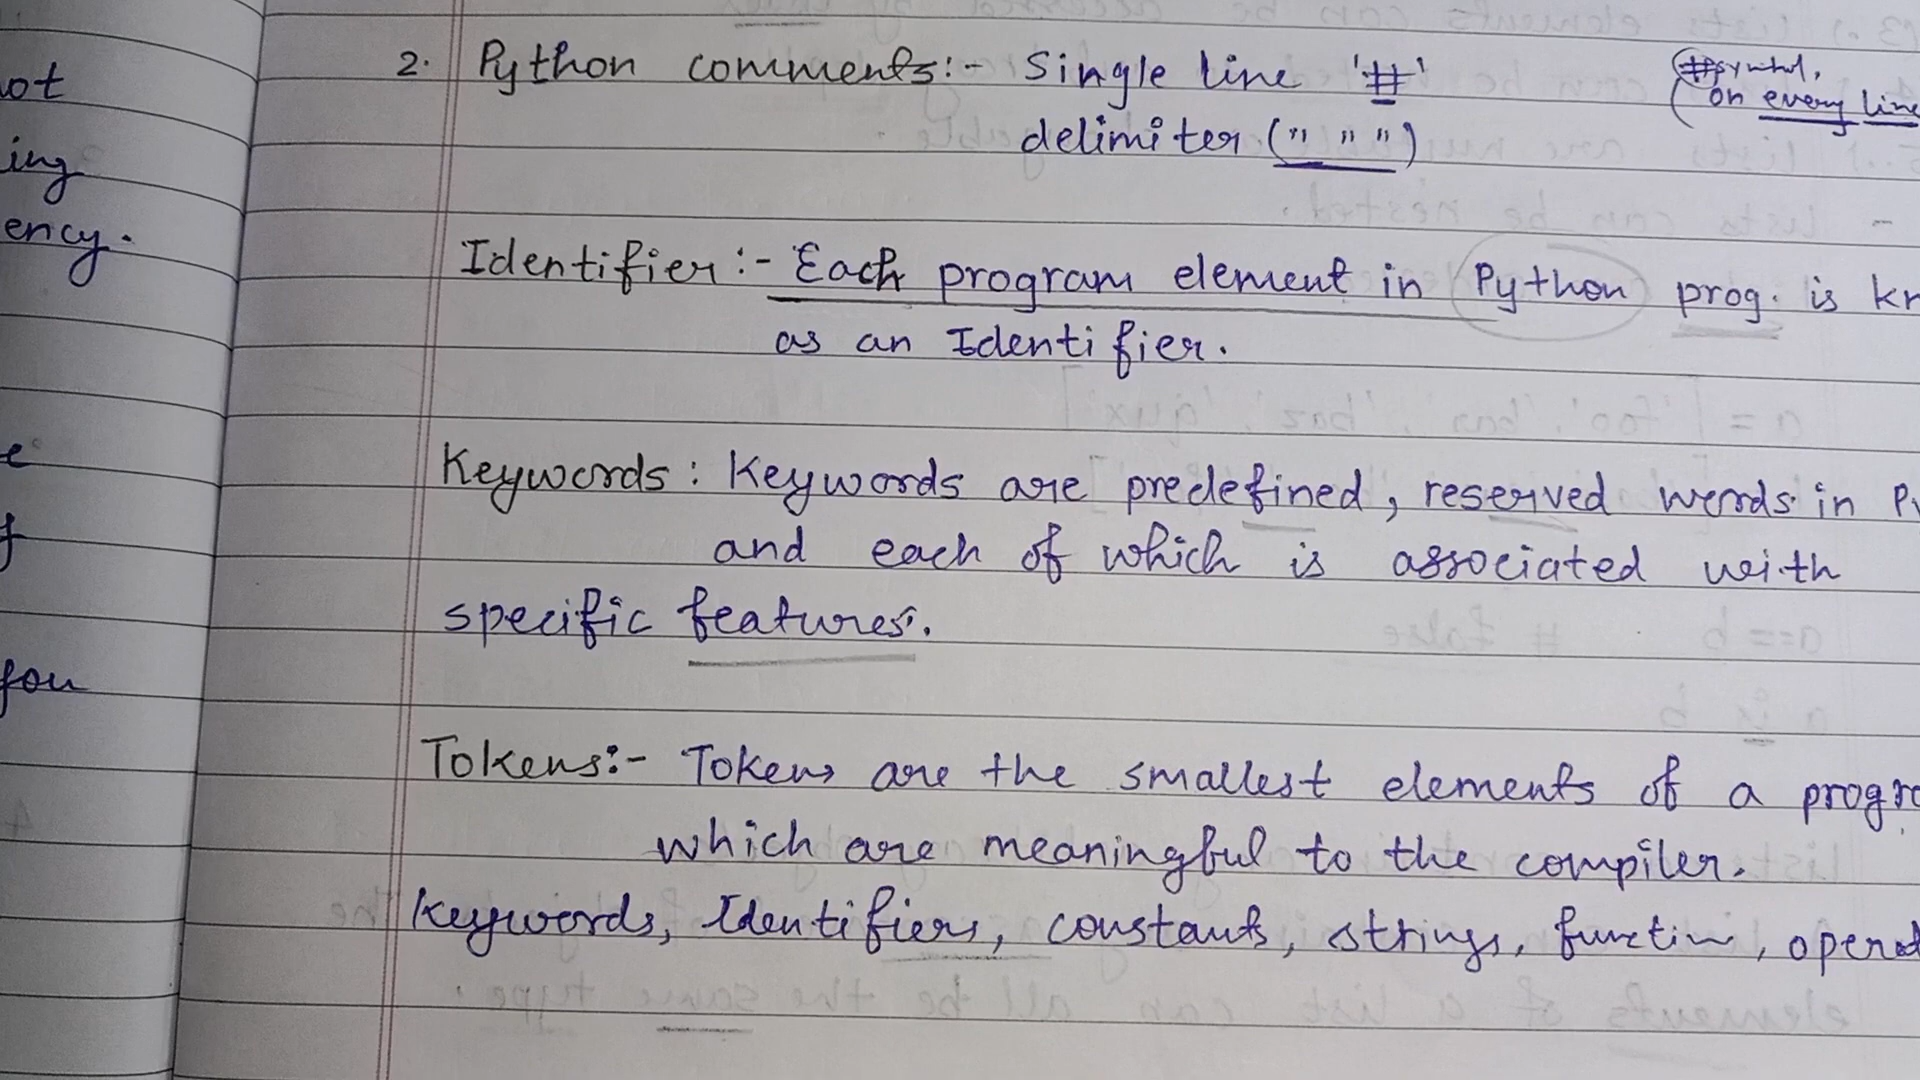 ot
ing
ency.
e
f
2. Python comments:- Single line '#'
(#symbol,
on every line
delimiter (" " ")
Identifier:- Each program element in Python prog. is kn
as an Identifier.
Keywords: Keywords are predefined, reserved words in Py
and each of which is associated with
specific features.
Tokens:- Tokens are the smallest elements of a progra
which are meaningful to the compiler.
Keywords, Identifiers, constants, strings, function, operat